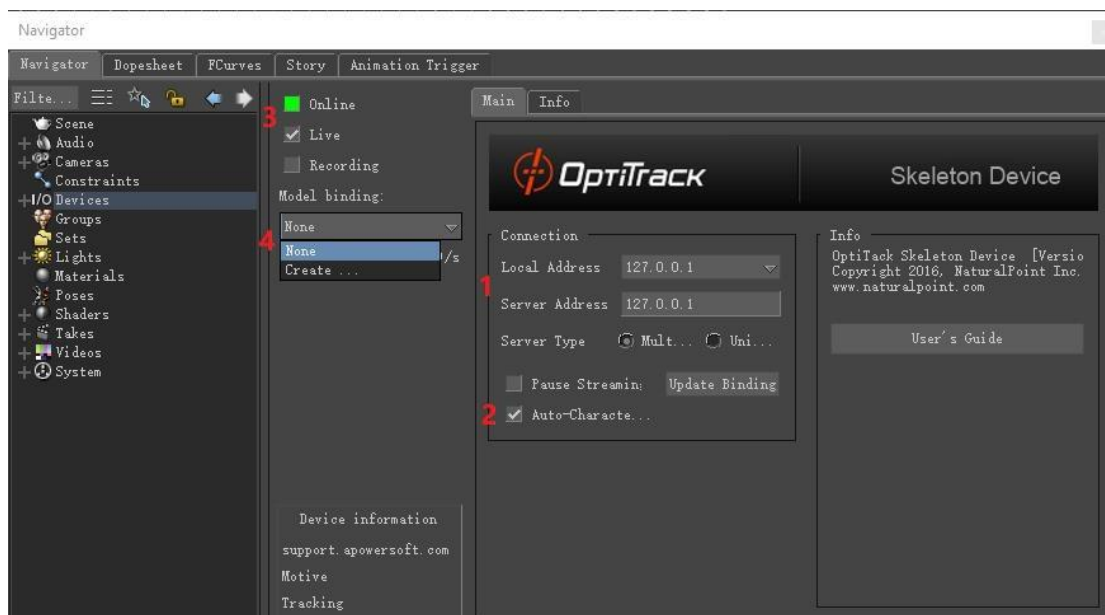 Navigator
Navigator Dopesheet FCurves Story Animation Trigger
Filte...
Scene
Audio
Cameras
Constraints
I/O Devices
Groups
Sets
Lights
Materials
Poses
Shaders
Takes
Videos
System
3
Online
Live
Recording
Model binding:
None
4
None
Create ...
/s
Device information
support.apowersoft.com
Motive
Tracking
Main Info
OptiTrack Skeleton Device
Connection
1
Local Address 127.0.0.1
Server Address 127.0.0.1
Server Type Mult... Uni...
Pause Streamin: Update Binding
2
Auto-Characte...
Info
OptiTack Skeleton Device [Versio
Copyright 2016, NaturalPoint Inc.
www.naturalpoint.com
User's Guide